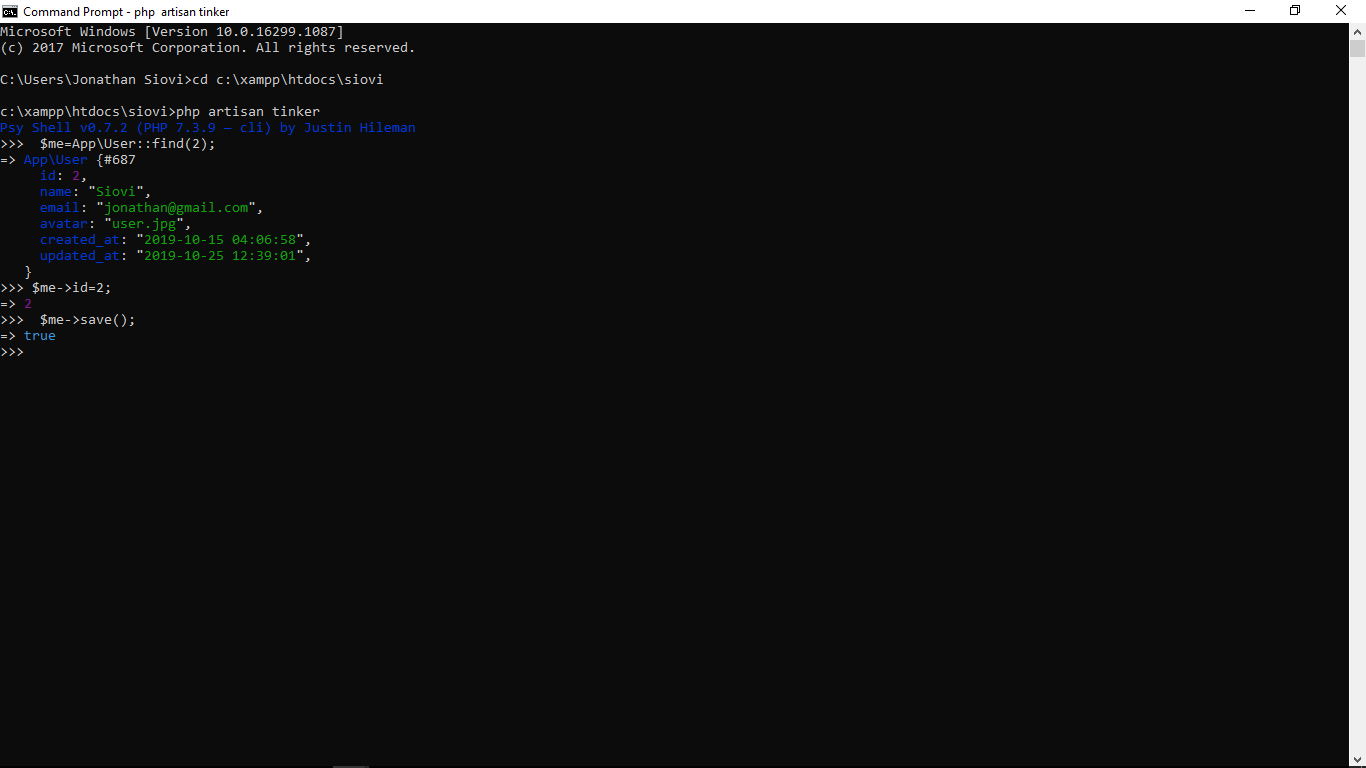 Command Prompt - php  artisan tinker
Microsoft Windows [Version 10.0.16299.1087]
(c) 2017 Microsoft Corporation. All rights reserved.
C:\Users\Jonathan Siovi>cd c:\xampp\htdocs\siovi
c:\xampp\htdocs\siovi>php artisan tinker
Psy Shell v0.7.2 (PHP 7.3.9 — cli) by Justin Hileman
>>>  $me=App\User::find(2);
=> App\User {#687
     id: 2,
     name: "Siovi",
     email: "jonathan@gmail.com",
     avatar: "user.jpg",
     created_at: "2019-10-15 04:06:58",
     updated_at: "2019-10-25 12:39:01",
   }
>>> $me->id=2;
=> 2
>>>  $me->save();
=> true
>>>